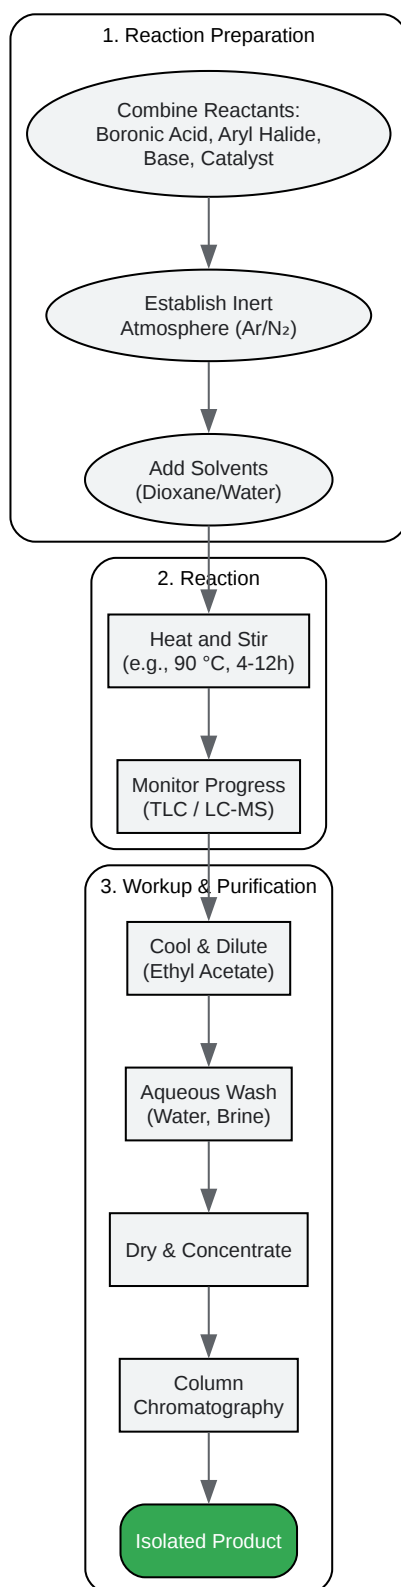 1. Reaction Preparation
Combine Reactants:
Boronic Acid, Aryl Halide,
Base, Catalyst
Establish Inert
Atmosphere (Ar/N₂)
Add Solvents
(Dioxane/Water)
2. Reaction
Heat and Stir
(e.g., 90 °C, 4-12h)
Monitor Progress
(TLC / LC-MS)
3. Workup & Purification
Cool & Dilute
(Ethyl Acetate)
Aqueous Wash
(Water, Brine)
Dry & Concentrate
Column
Chromatography
Isolated Product